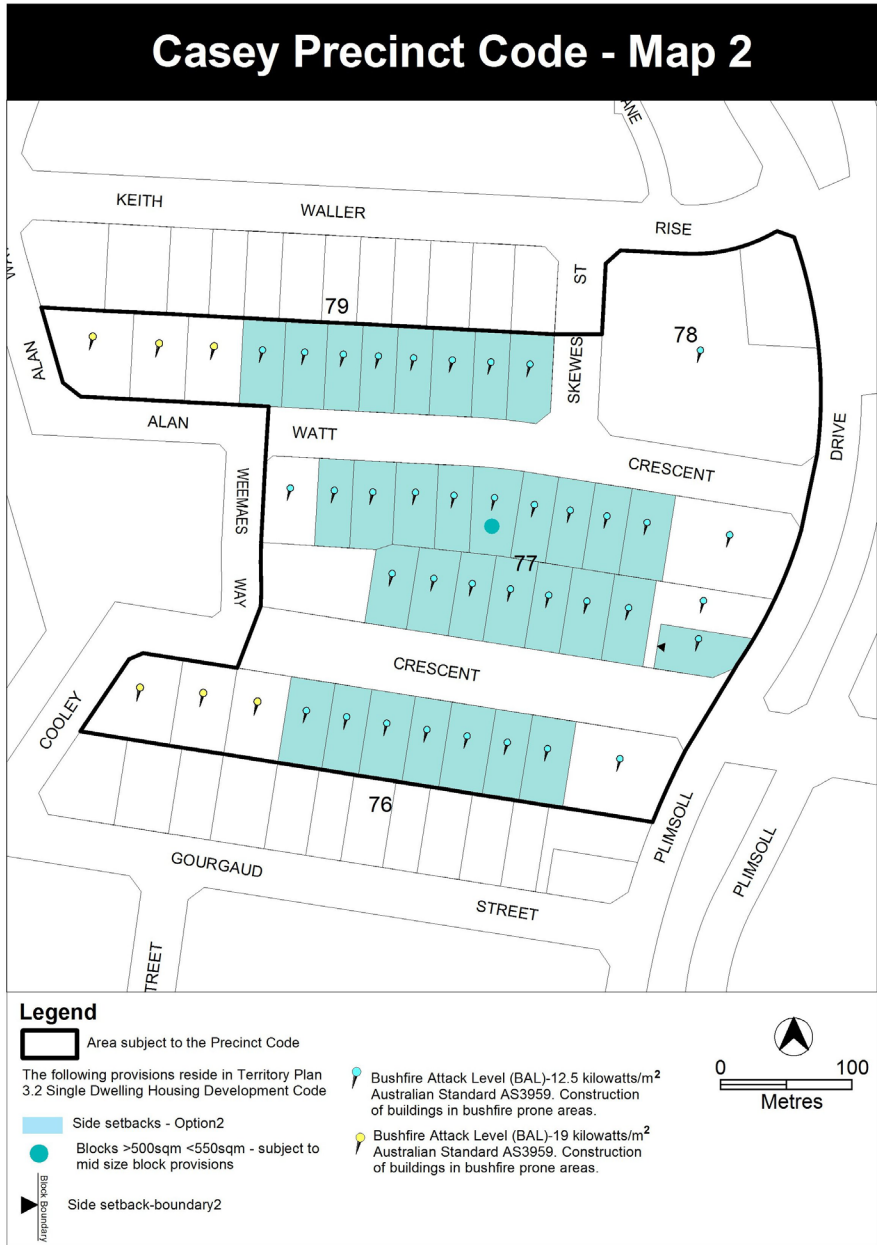 Casey Precinct Code - Map 2
KEITH
WALLER
RISE
ST
79
78
SKEWES
ALAN
ALAN
WATT
CRESCENT
DRIVE
WEEMAES
WAY
77
CRESCENT
COOLEY
76
PLIMSOLL
PLIMSOLL
GOURGAUD
STREET
Legend
Area subject to the Precinct Code
The following provisions reside in Territory Plan
3.2 Single Dwelling Housing Development Code
Side setbacks - Option2
Blocks >500sqm <550sqm - subject to
mid size block provisions
Block Boundary
Side setback-boundary2
Bushfire Attack Level (BAL)-12.5 kilowatts/m²
Australian Standard AS3959. Construction
of buildings in bushfire prone areas.
Bushfire Attack Level (BAL)-19 kilowatts/m²
Australian Standard AS3959. Construction
of buildings in bushfire prone areas.
0 100
Metres